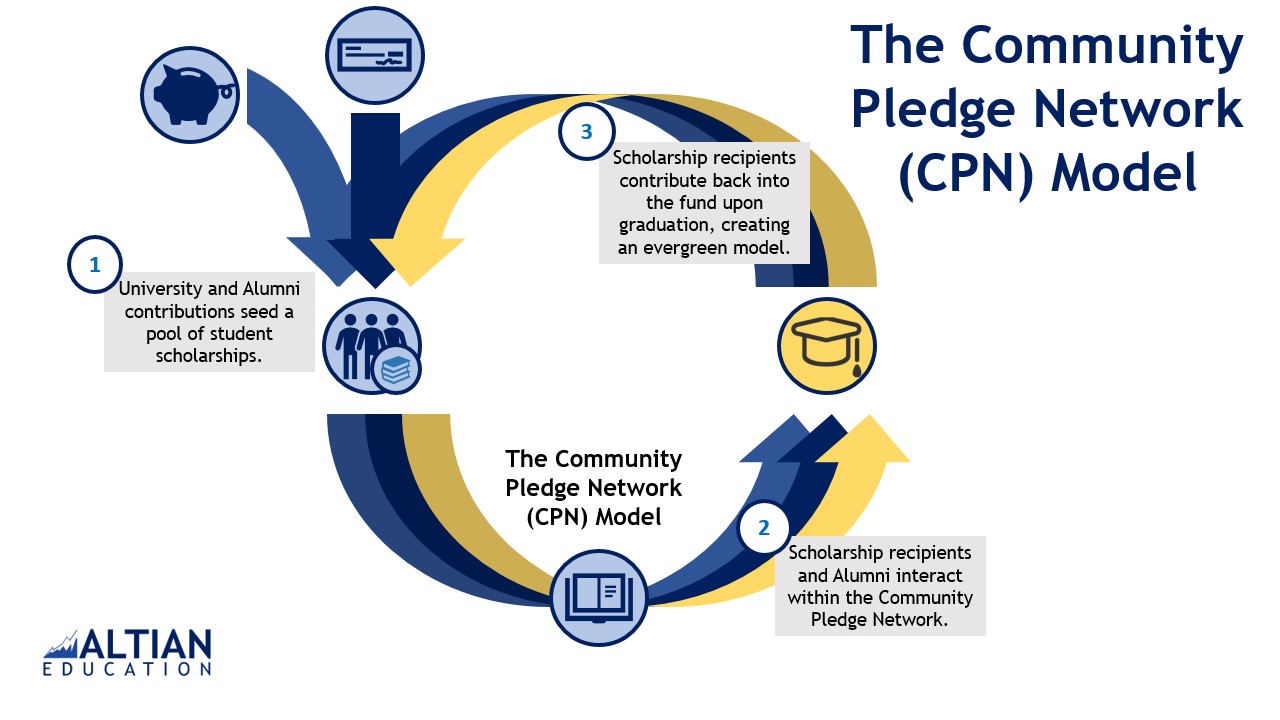 The Community
Pledge Network
(CPN) Model
1
University and Alumni
contributions seed a
pool of student
scholarships.
3
Scholarship recipients
contribute back into
the fund upon
graduation, creating
an evergreen model.
The Community
Pledge Network
(CPN) Model
2
Scholarship recipients
and Alumni interact
within the Community
Pledge Network.
ALTIAN
EDUCATION